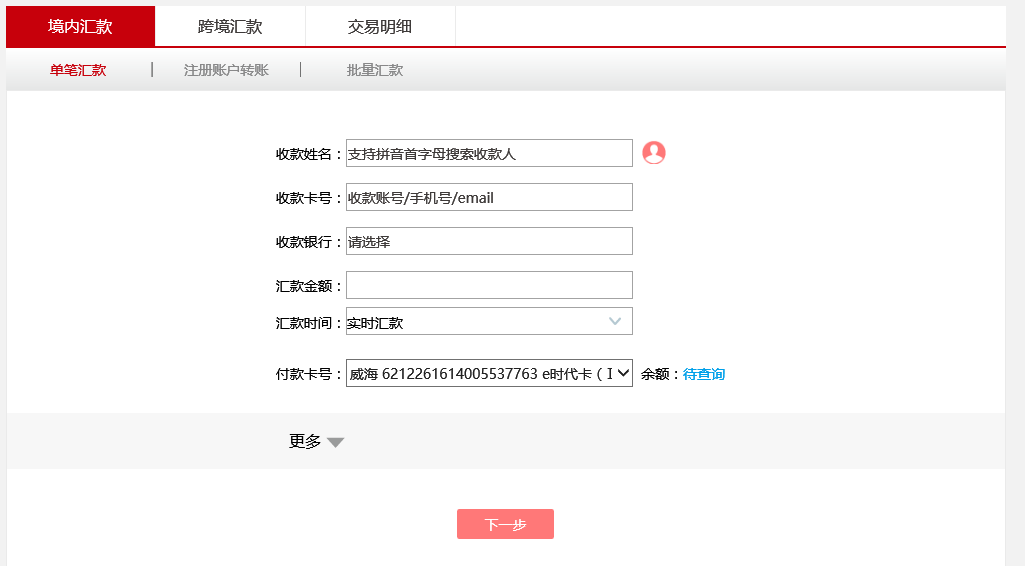 境内汇款 跨境汇款 交易明细
单笔汇款 | 注册账户转账 | 批量汇款
收款姓名：支持拼音首字母搜索收款人
收款卡号：收款账号/手机号/email
收款银行：请选择
汇款金额：
汇款时间：实时汇款
付款卡号：威海 6212261614005537763 e时代卡（I 余额：待查询
更多
下一步